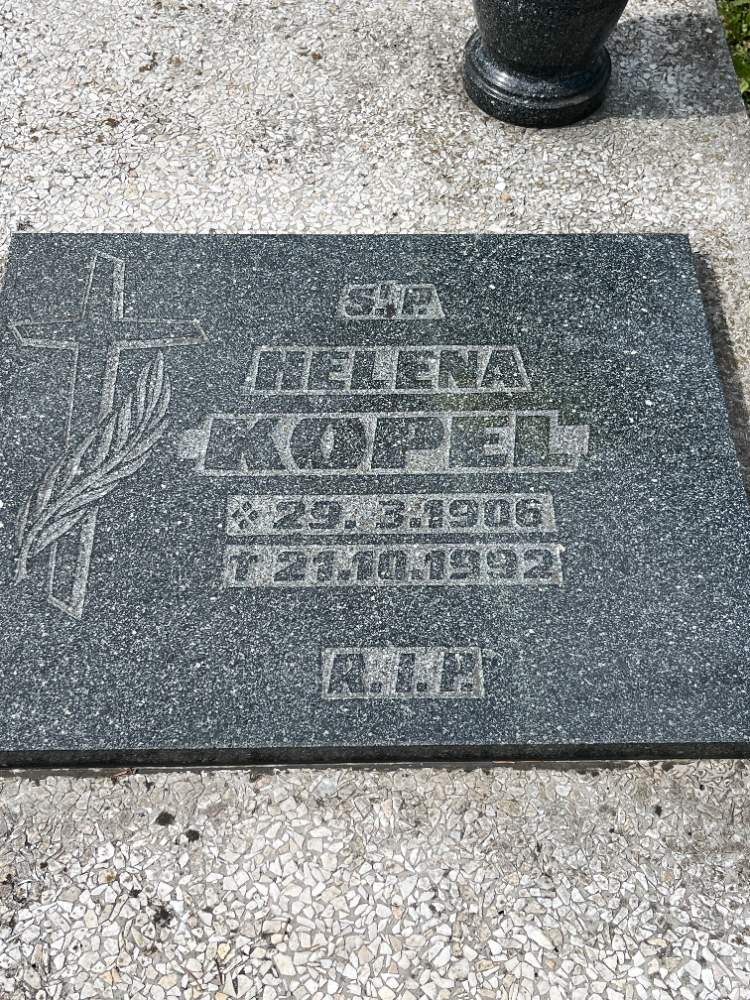 Ś.P.
HELENA
KOPEL
29. 3.1906
† 21.10.1992
R.I.P.